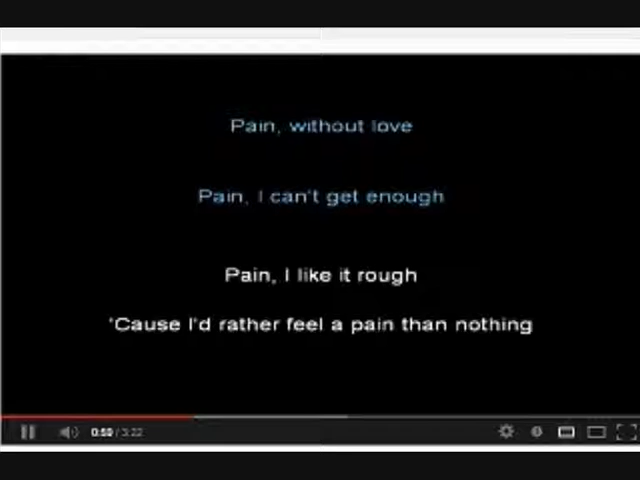 Pain, without love
Pain, I can't get enough
Pain, I like it rough
'Cause I'd rather feel a pain than nothing
0:59 / 3:22